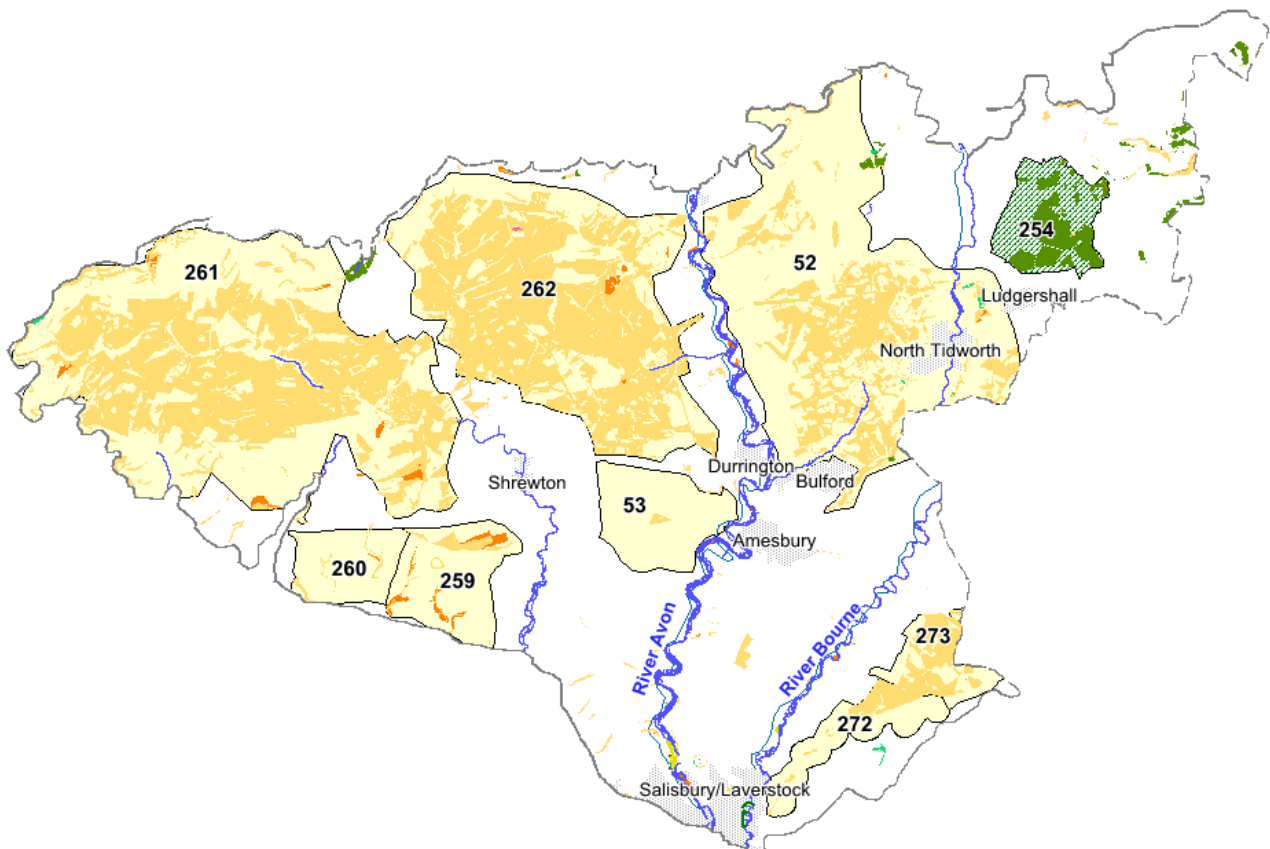 254
52
261
262
Ludgershall
North Tidworth
Durrington
Shrewton
Bulford
53
Amesbury
260
259
River Avon
River Bourne
273
272
Salisbury/Laverstock